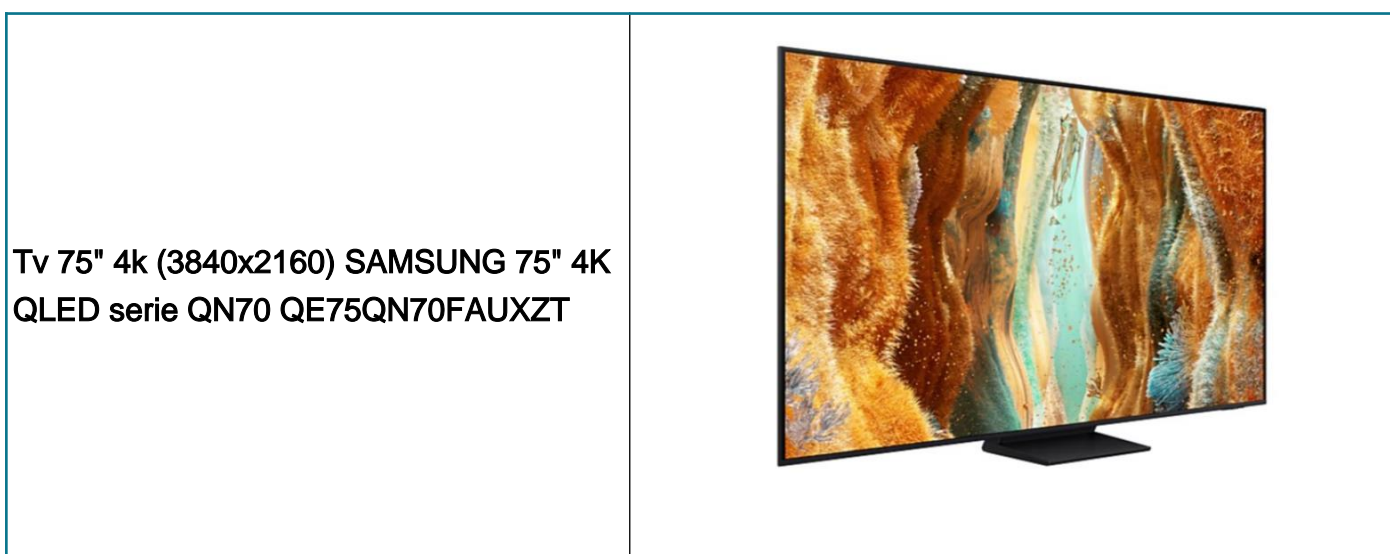 Tv 75" 4k (3840x2160) SAMSUNG 75" 4K
QLED serie QN70 QE75QN70FAUXZT